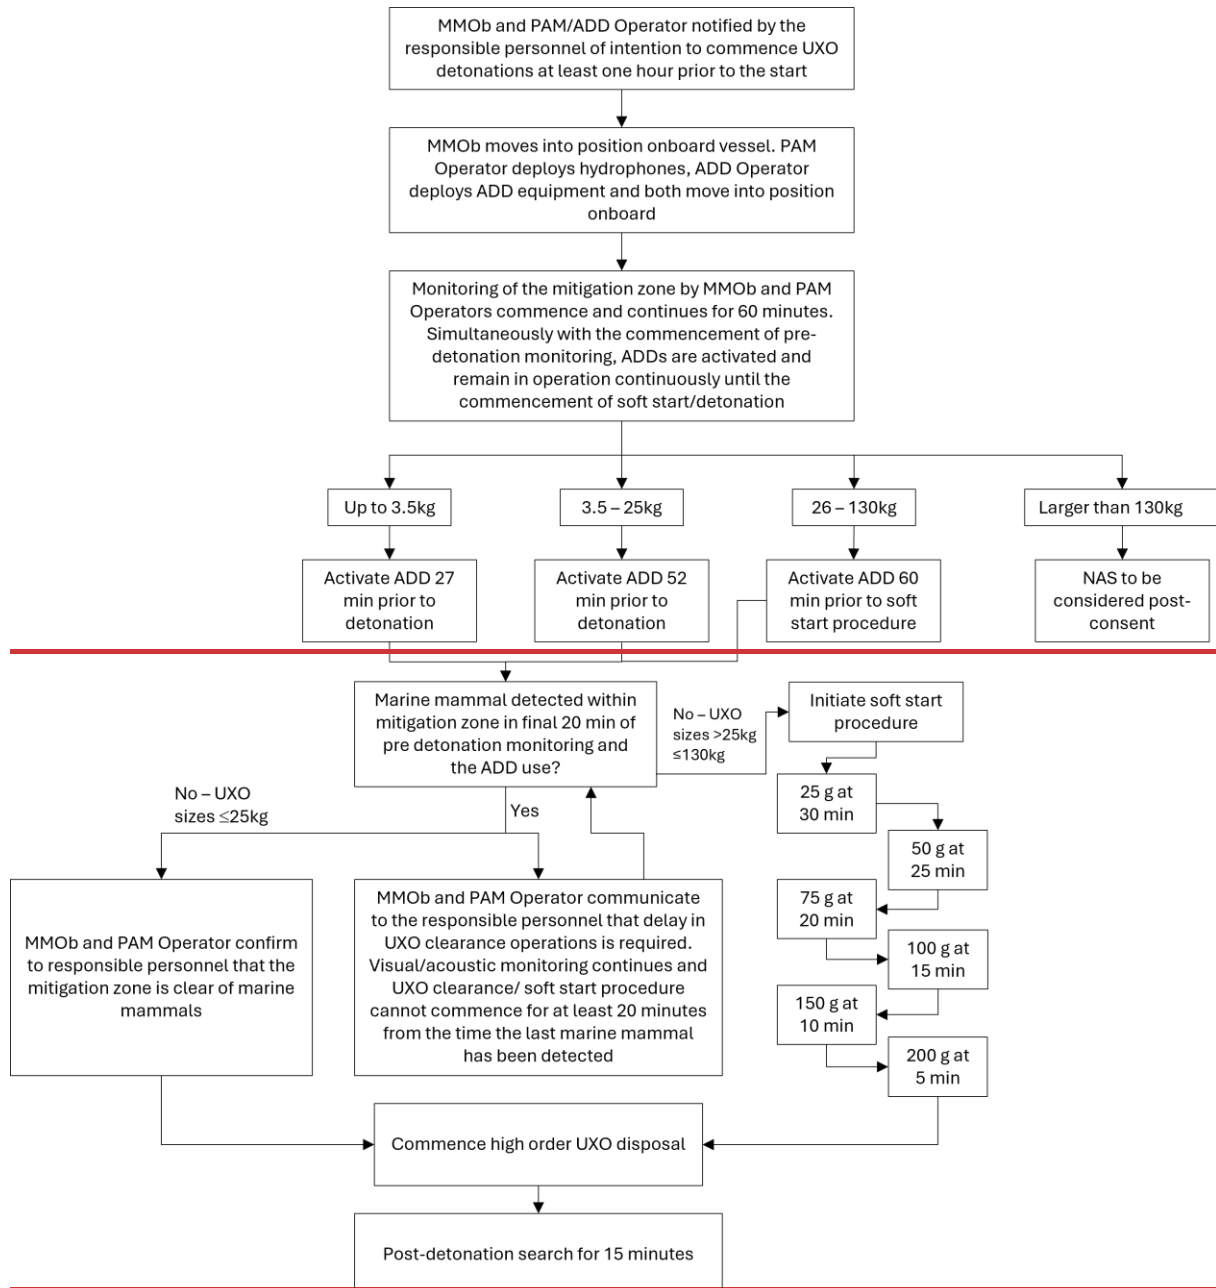 MMOb and PAM/ADD Operator notified by the
responsible personnel of intention to commence UXO
detonations at least one hour prior to the start
MMOb moves into position onboard vessel. PAM
Operator deploys hydrophones, ADD Operator
deploys ADD equipment and both move into position
onboard
Monitoring of the mitigation zone by MMOb and PAM
Operators commence and continues for 60 minutes.
Simultaneously with the commencement of pre-
detonation monitoring, ADDs are activated and
remain in operation continuously until the
commencement of soft start/detonation
Up to 3.5kg
3.5 – 25kg
26 – 130kg
Larger than 130kg
Activate ADD 27
min prior to
detonation
Activate ADD 52
min prior to
detonation
Activate ADD 60
min prior to soft
start procedure
NAS to be
considered post-
consent
Marine mammal detected within
mitigation zone in final 20 min of
pre detonation monitoring and
the ADD use?
No – UXO
sizes >25kg
≤130kg
Initiate soft start
procedure
25 g at
30 min
50 g at
25 min
75 g at
20 min
100 g at
15 min
150 g at
10 min
200 g at
5 min
No – UXO
sizes ≤25kg
Yes
MMOb and PAM Operator confirm
to responsible personnel that the
mitigation zone is clear of marine
mammals
MMOb and PAM Operator communicate
to the responsible personnel that delay in
UXO clearance operations is required.
Visual/acoustic monitoring continues and
UXO clearance/ soft start procedure
cannot commence for at least 20 minutes
from the time the last marine mammal
has been detected
Commence high order UXO disposal
Post-detonation search for 15 minutes